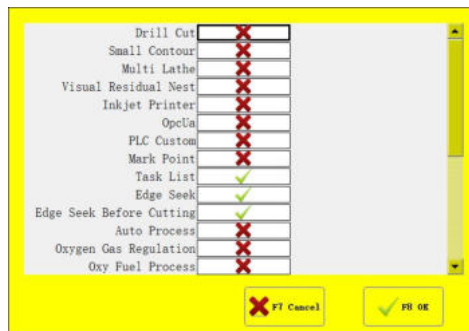 Drill Cut
Small Contour
Multi Lathe
Visual Residual Nest
Inkjet Printer
OpcUa
PLC Custom
Mark Point
Task List
Edge Seek
Edge Seek Before Cutting
Auto Process
Oxygen Gas Regulation
Oxy Fuel Process
F7 Cancel
F8 OK